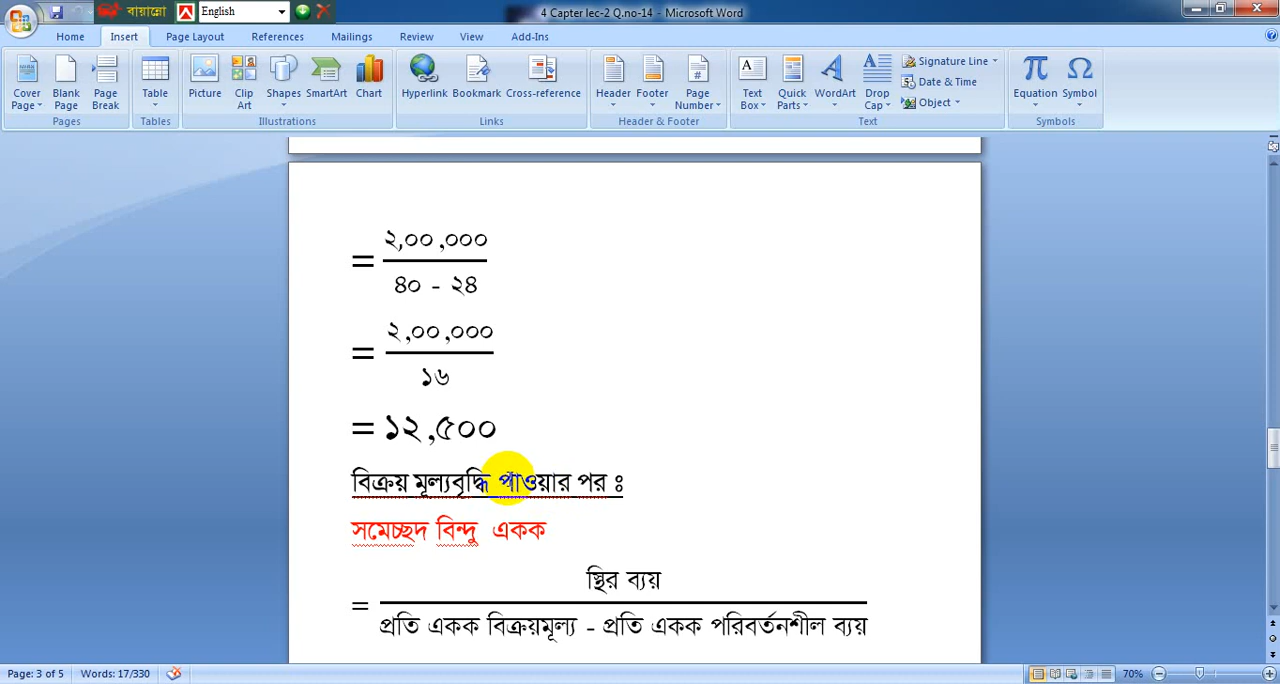 বায়ান্নো English 4 Capter lec-2 Q.no-14 - Microsoft Word
Home Insert Page Layout References Mailings Review View Add-Ins
Cover Page Blank Page Page Break Table Picture Clip Art Shapes SmartArt Chart Hyperlink Bookmark Cross-reference Header Footer Page Number Text Box Quick Parts WordArt Drop Cap Signature Line Date & Time Object Equation Symbol
Pages Tables Illustrations Links Header & Footer Text Symbols
২,০০ ,০০০
=
৪০ - ২৪
২ ,০০ ,০০০
=
১৬
= ১২ ,৫০০
বিক্রয় মূল্যবৃদ্ধি পাওয়ার পর ঃ
সমেচ্ছদ বিন্দু একক
স্থির ব্যয়
=
প্রতি একক বিক্রয়মূল্য - প্রতি একক পরিবর্তনশীল ব্যয়
Page: 3 of 5 Words: 17/330 70%